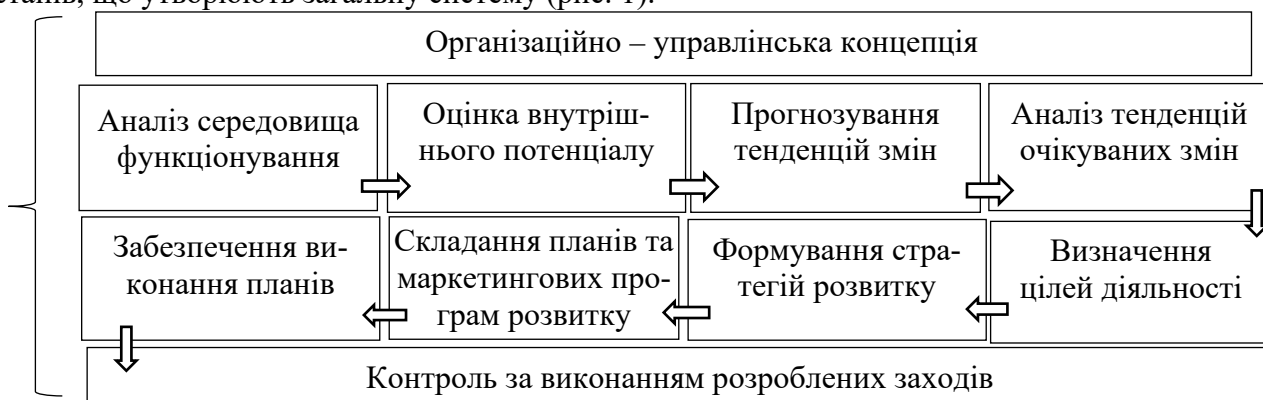 що утворюють загальну систему (рис. 1).
Організаційно – управлінська концепція
Аналіз середовища
функціонування
Оцінка внутріш-
нього потенціалу
Прогнозування
тенденцій змін
Аналіз тенденцій
очікуваних змін
Забезпечення ви-
конання планів
Складання планів та
маркетингових про-
грам розвитку
Формування стра-
тегій розвитку
Визначення
цілей діяльності
Контроль за виконанням розроблених заходів